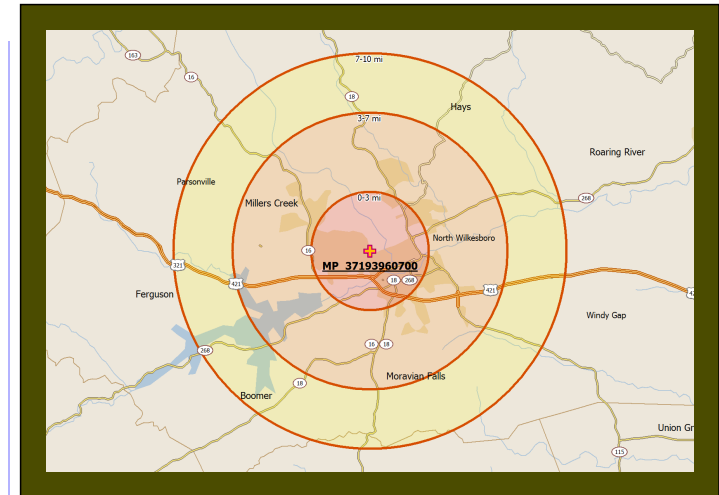 163
7-10 mi
16
18
Hays
3-7 mi
Roaring River
Parsonville
0-3 mi
268
Millers Creek
North Wilkesboro
16
MP_37193960700
321
18
268
421
421
42
Ferguson
Windy Gap
268
16
18
Moravian Falls
18
Boomer
Union Gr
115